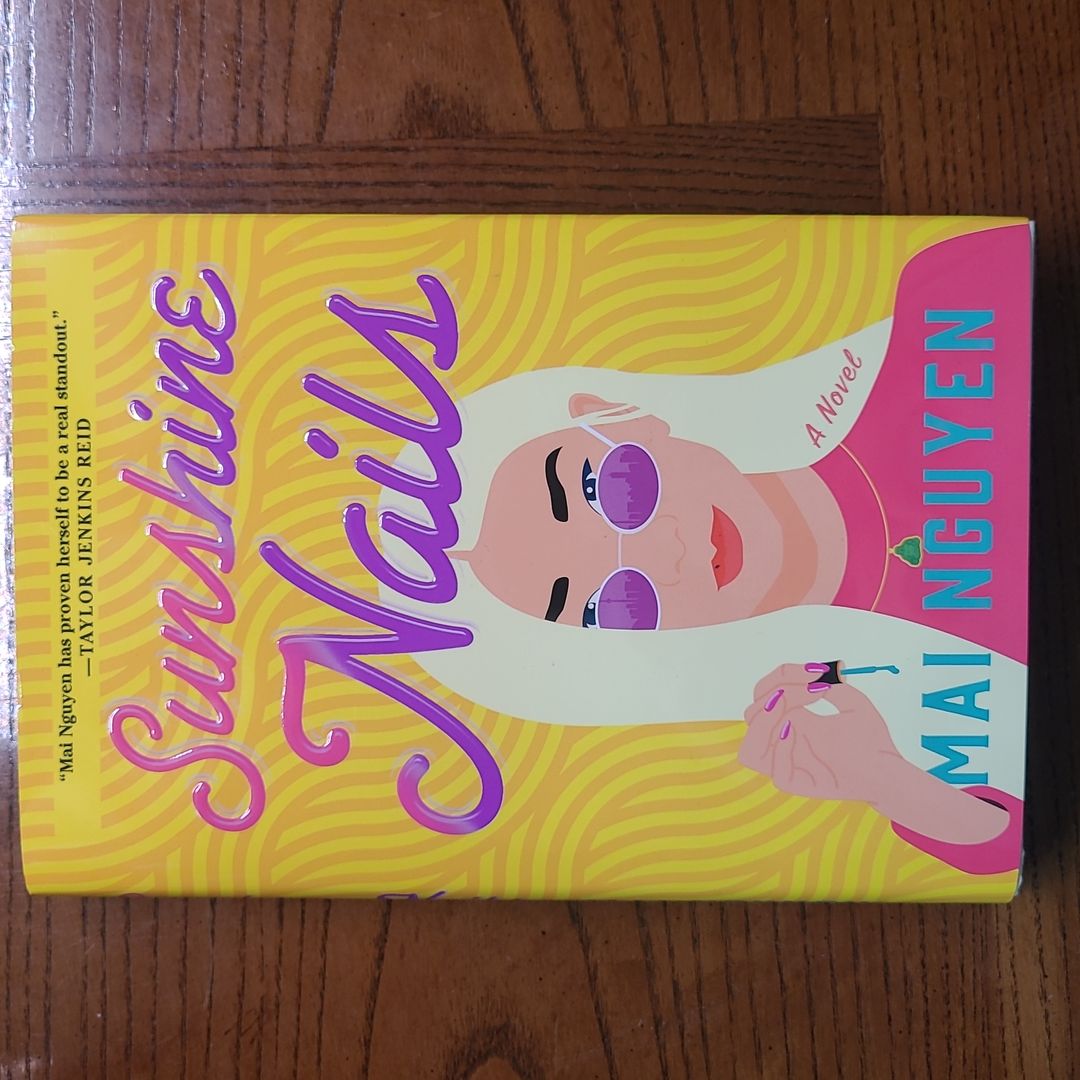 “Mai Nguyen has proven herself to be a real standout.”
—TAYLOR JENKINS REID
Sunshine
Nails
A Novel
MAI NGUYEN